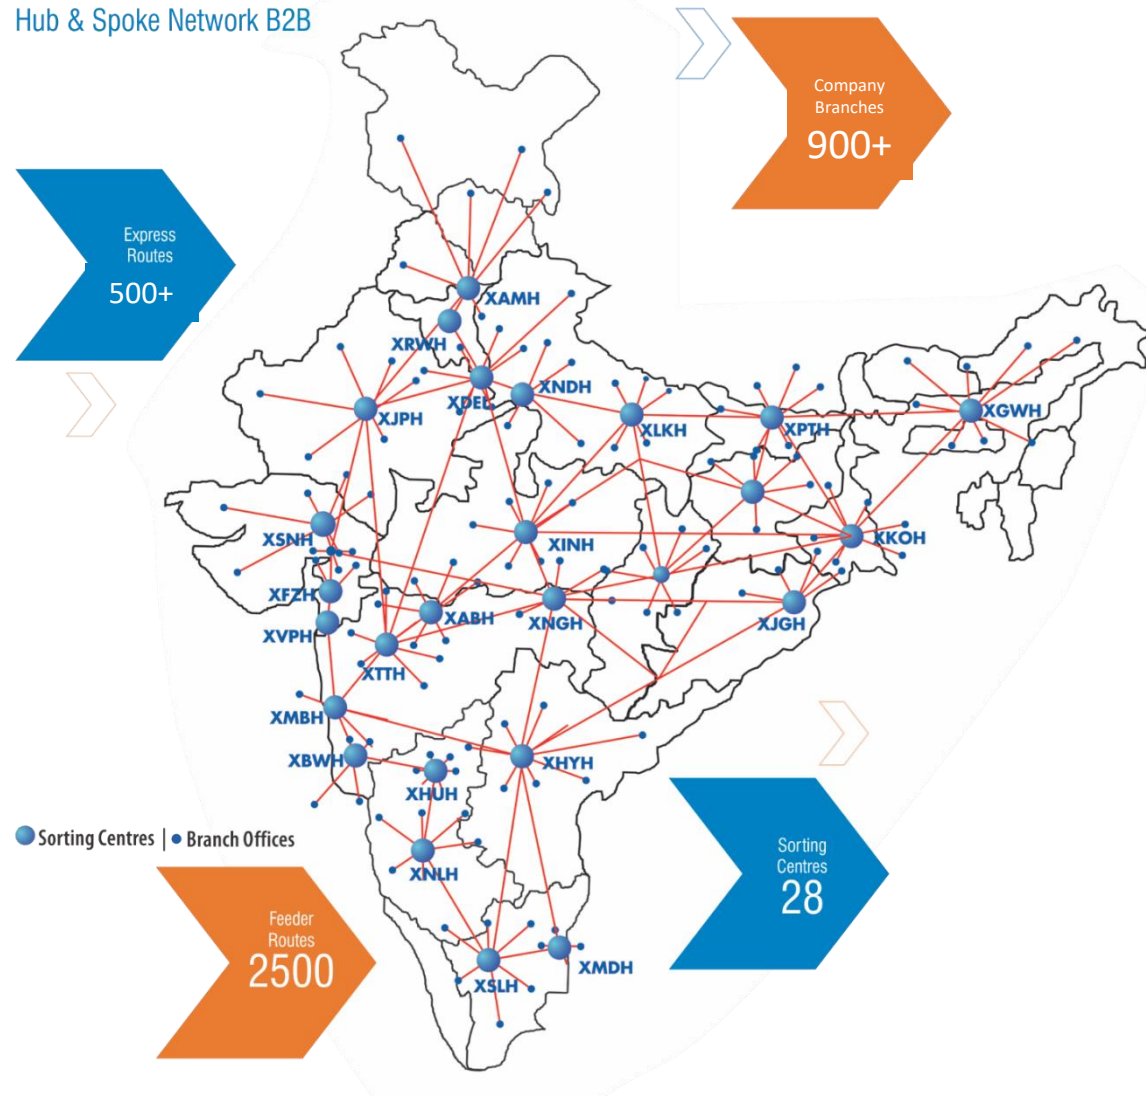 Hub & Spoke Network B2B
Company
Branches
900+
Express
Routes
500+
XAMH
XRWH
XDEL
XNDH
XJPH
XLKH
XPTH
XGWH
XSNH
XINH
XKOH
XFZH
XABH
XNGH
XJGH
XVPH
XTTH
XMBH
XBWH
XHYH
XHUH
Sorting Centres | Branch Offices
XNLH
Sorting
Centres
28
Feeder
Routes
2500
XSLH
XMDH